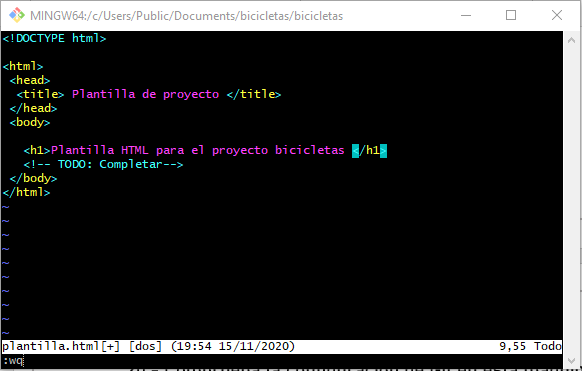 MINGW64:/c/Users/Public/Documents/bicicletas/bicicletas
<!DOCTYPE html>
<html>
<head>
<title> Plantilla de proyecto </title>
</head>
<body>
<h1>Plantilla HTML para el proyecto bicicletas </h1>
<!-- TODO: Completar-->
</body>
</html>
~
~
~
~
~
~
~
~
~
~
plantilla.html[+] [dos] (19:54 15/11/2020) 9,55 Todo
:wq